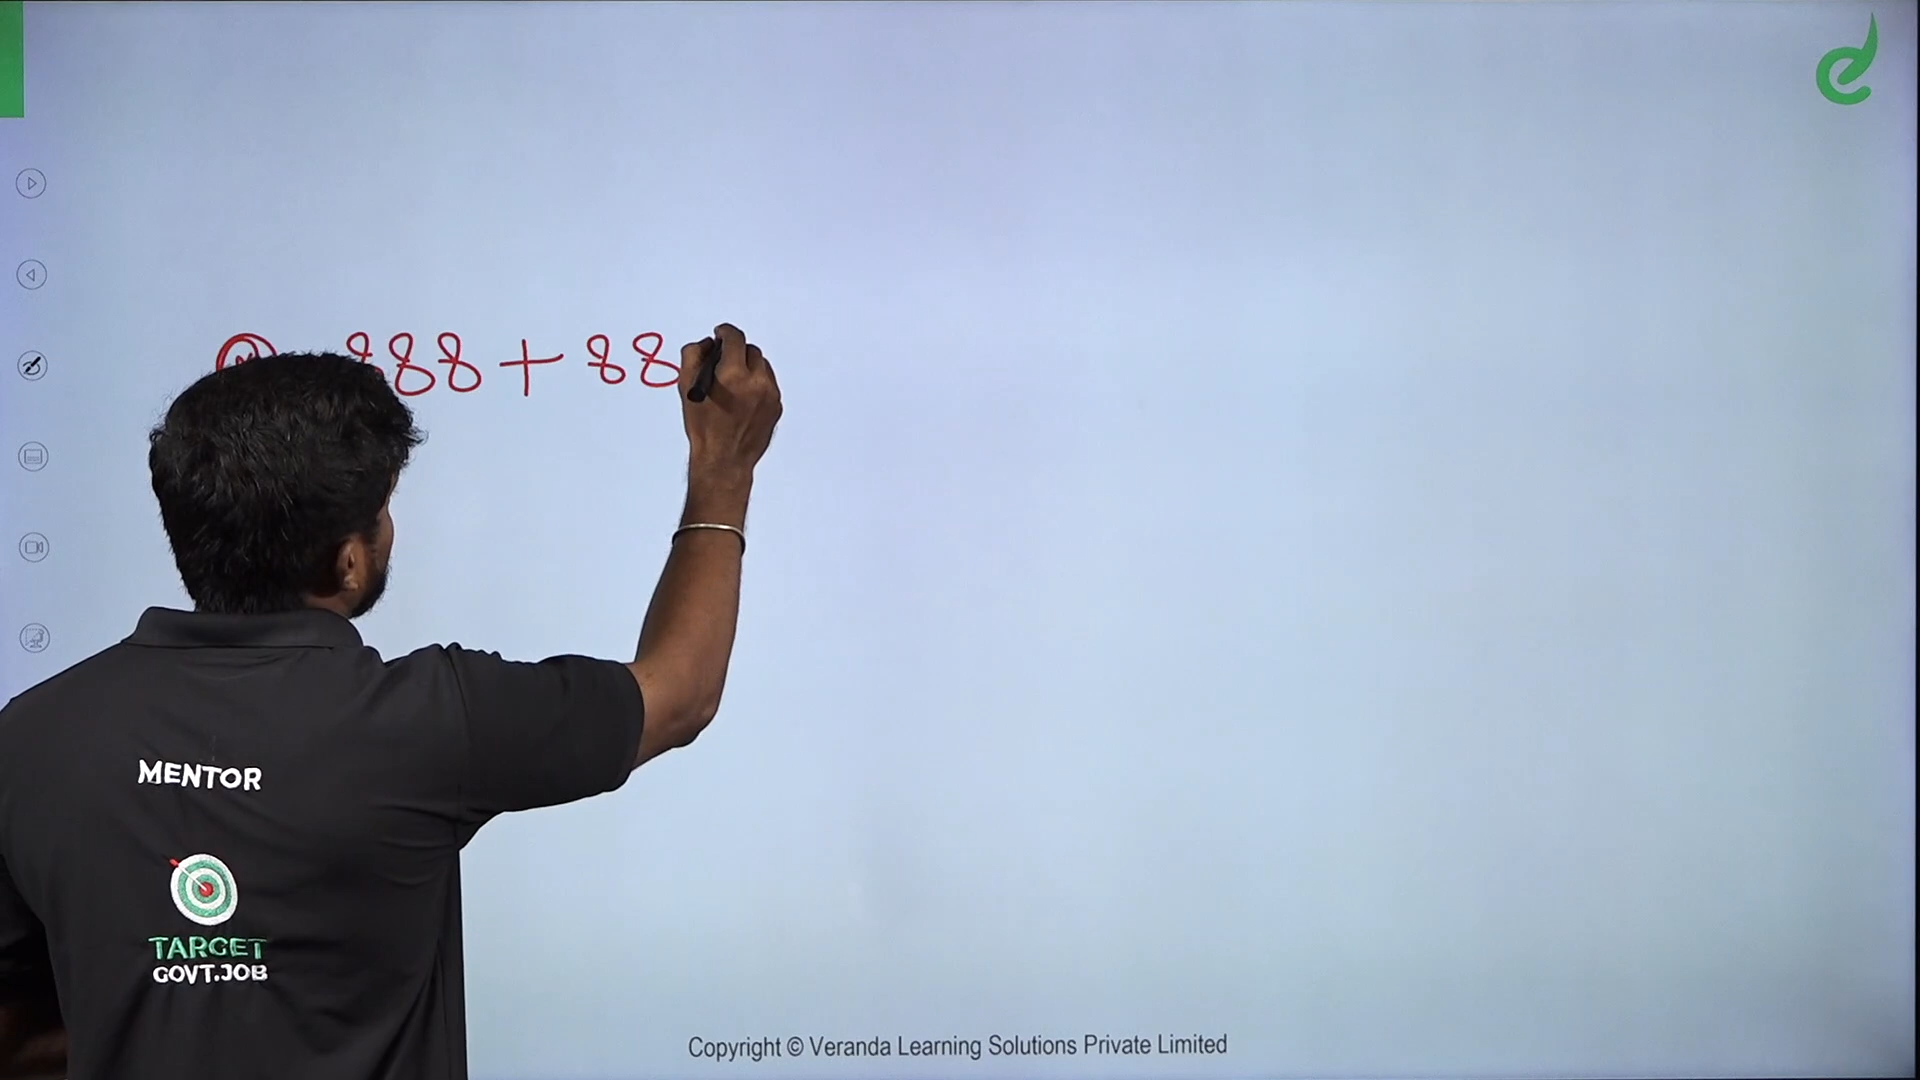 888 + 88
MENTOR
TARGET
GOVT.JOB
Copyright © Veranda Learning Solutions Private Limited